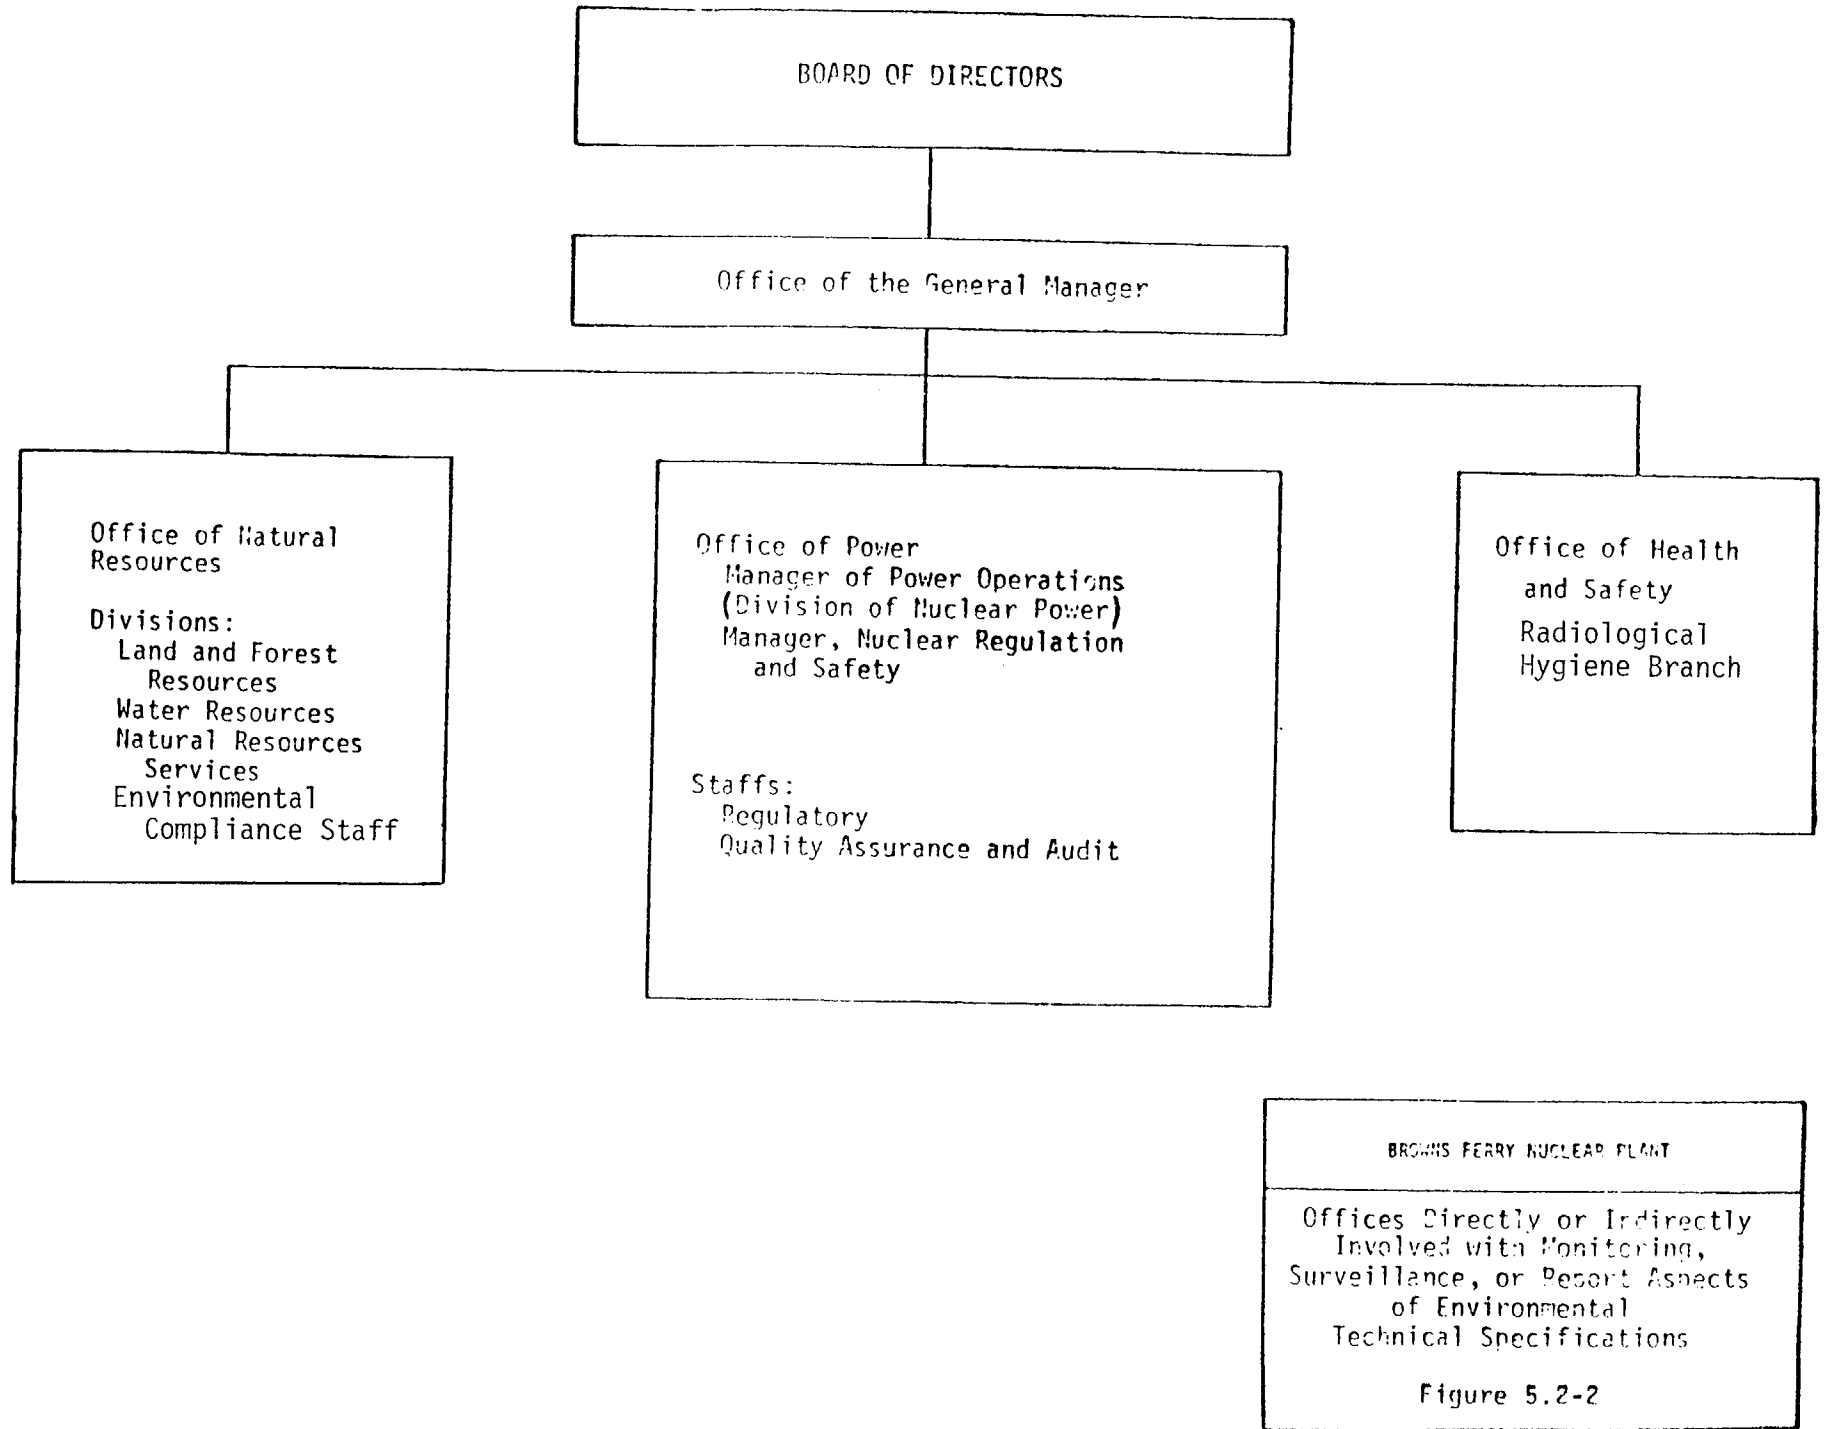 BOARD OF DIRECTORS
Office of the General Manager
Office of Natural
Resources
Divisions:
Land and Forest
Resources
Water Resources
Natural Resources
Services
Environmental
Compliance Staff
Office of Power
Manager of Power Operations
(Division of Nuclear Power)
Manager, Nuclear Regulation
and Safety
Staffs:
Regulatory
Quality Assurance and Audit
Office of Health
and Safety
Radiological
Hygiene Branch
BROWNS FERRY NUCLEAR PLANT
Offices Directly or Indirectly
Involved with Monitoring,
Surveillance, or Report Aspects
of Environmental
Technical Specifications
Figure 5.2-2